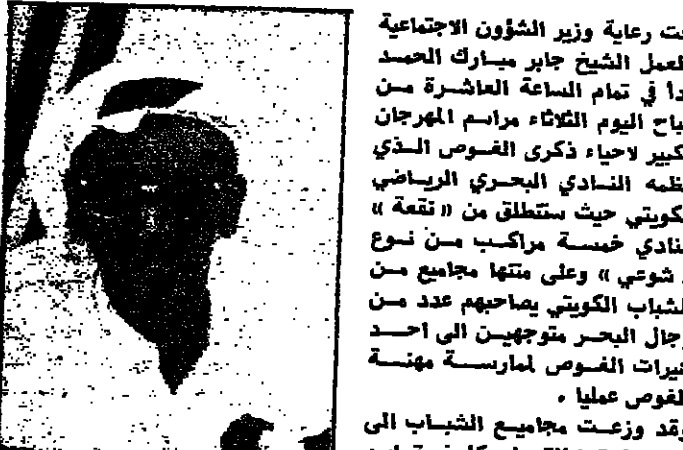 ت رعاية وزير الشؤون الاجتماعية
لعمل الشيخ جابر مبارك الحمد
دأ في تمام الساعة العاشرة من
باح اليوم الثلاثاء مراسم المهرجان
كبير لاحياء ذكرى الغوص الذي
نظمه النادي البحري الرياضي
كويتي حيث ستنطلق من « نقعة »
نادي خمسة مراكب من نوع
شوعي » وعلى متنها مجاميع من
لشباب الكويتي يصاحبهم عدد من
رجال البحر متوجهين الى احد
غيرات الغوص لممارسة مهنة
لغوص عمليا .
وقد وزعت مجاميع الشباب الى